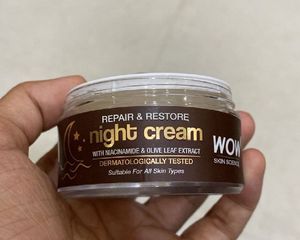 REPAIR & RESTORE
night cream
WITH NIACINAMIDE & OLIVE LEAF EXTRACT
DERMATOLOGICALLY TESTED
Suitable For All Skin Types
WOW
SKIN SCIENCE